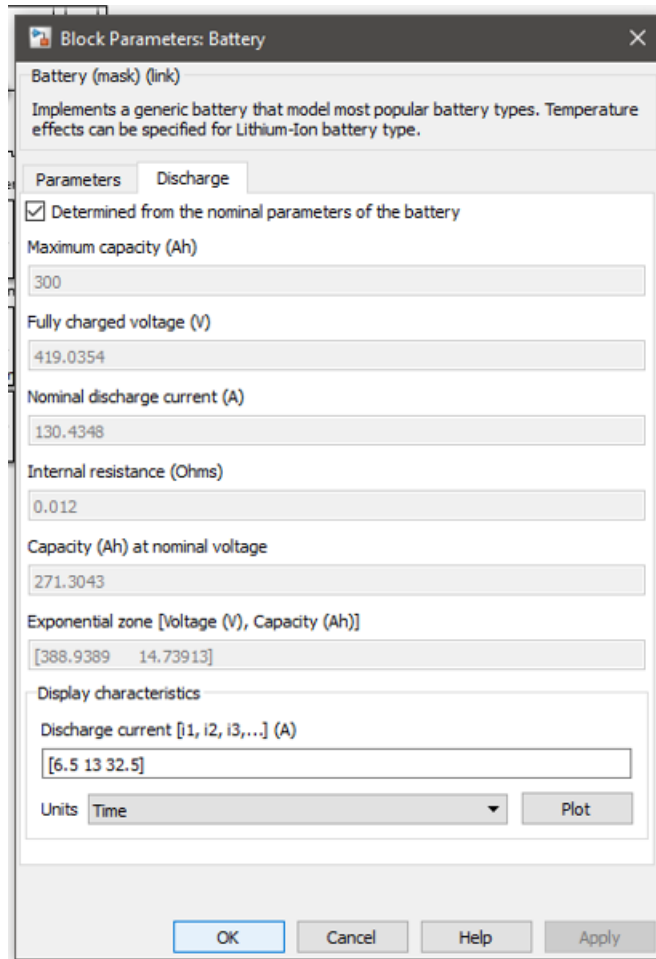 Block Parameters: Battery
Battery (mask) (link)
Implements a generic battery that model most popular battery types. Temperature
effects can be specified for Lithium-Ion battery type.
Parameters Discharge
Determined from the nominal parameters of the battery
Maximum capacity (Ah)
300
Fully charged voltage (V)
419.0354
Nominal discharge current (A)
130.4348
Internal resistance (Ohms)
0.012
Capacity (Ah) at nominal voltage
271.3043
Exponential zone [Voltage (V), Capacity (Ah)]
[388.9389 14.73913]
Display characteristics
Discharge current [i1, i2, i3,...] (A)
[6.5 13 32.5]
Units Time Plot
OK Cancel Help Apply